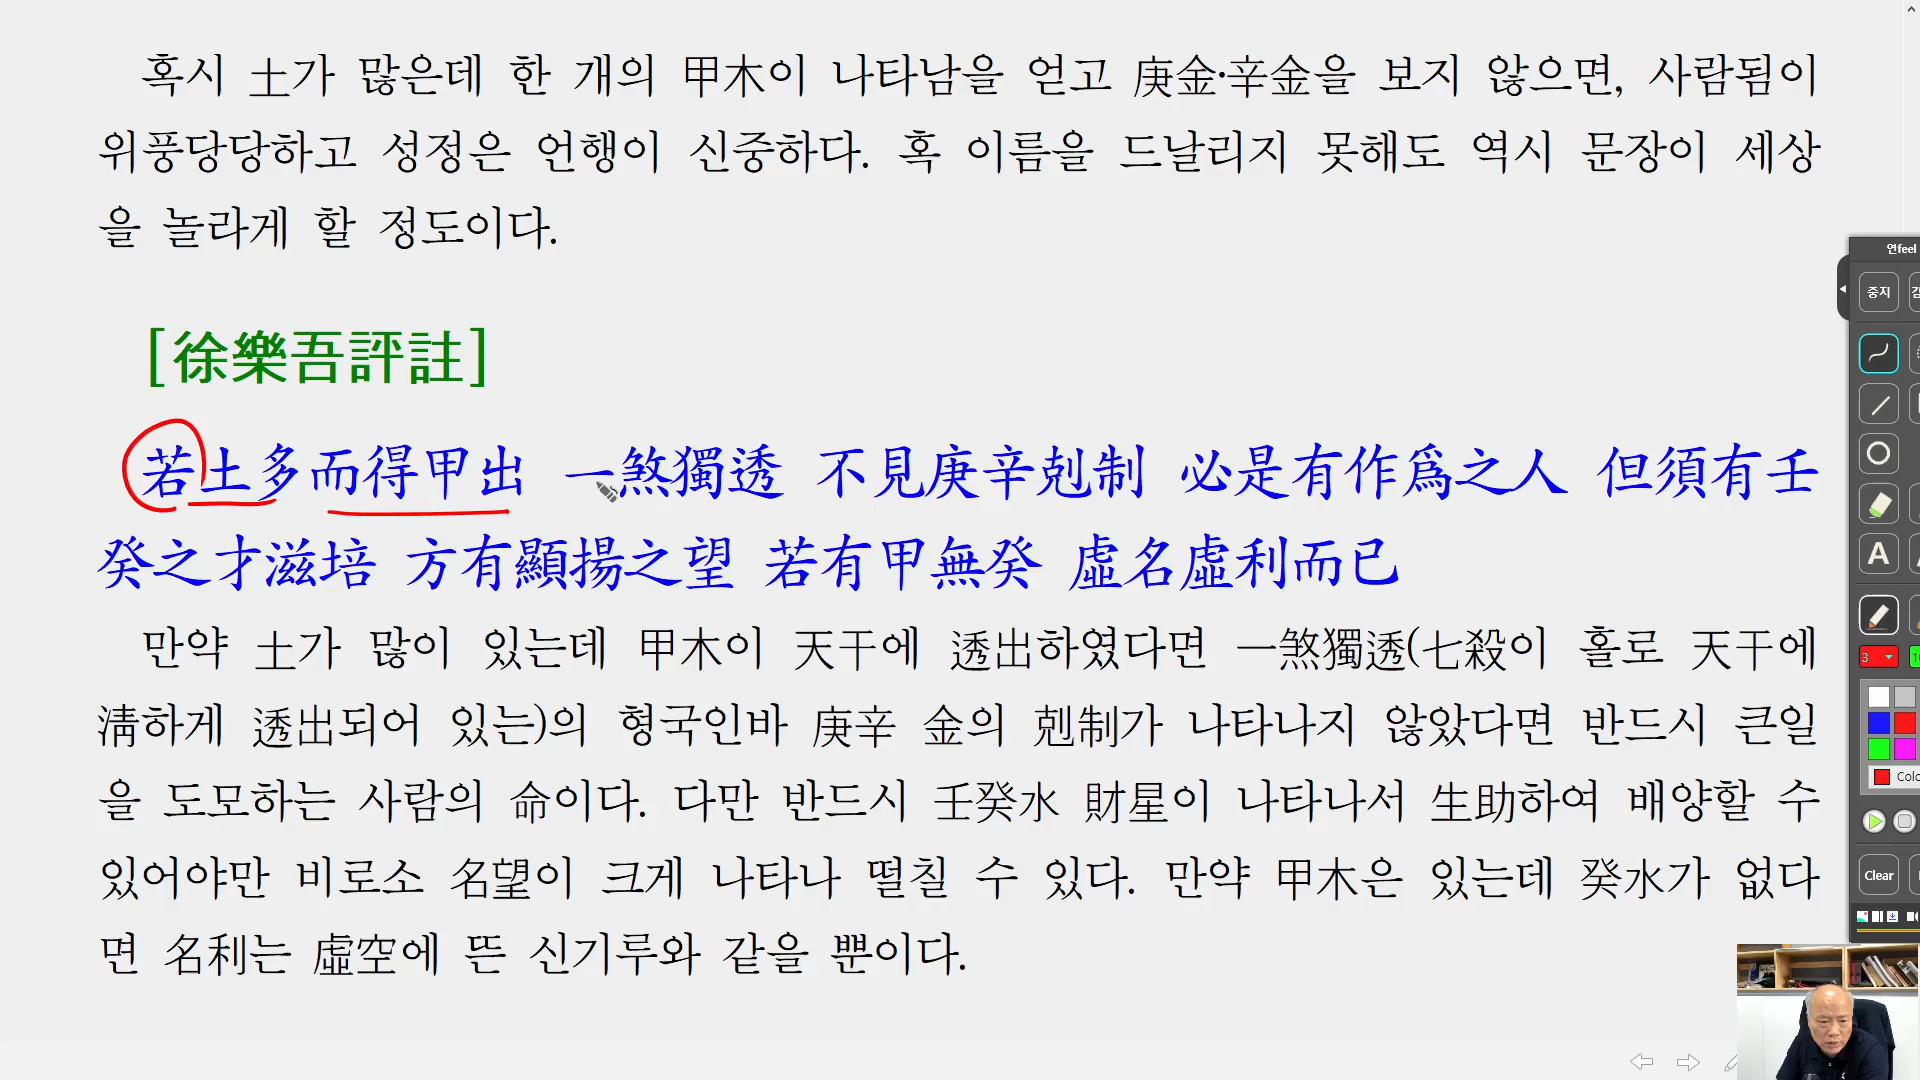 혹시 土가 많은데 한 개의 甲木이 나타남을 얻고 庚金·辛金을 보지 않으면, 사람됨이
위풍당당하고 성정은 언행이 신중하다. 혹 이름을 드날리지 못해도 역시 문장이 세상
을 놀라게 할 정도이다.
[徐樂吾評註]
若土多而得甲出 一煞獨透 不見庚辛剋制 必是有作爲之人 但須有壬
癸之才滋培 方有顯揚之望 若有甲無癸 虛名虛利而已
만약 土가 많이 있는데 甲木이 天干에 透出하였다면 一煞獨透(七殺이 홀로 天干에
淸하게 透出되어 있는)의 형국인바 庚辛 金의 剋制가 나타나지 않았다면 반드시 큰일
을 도모하는 사람의 命이다. 다만 반드시 壬癸水 財星이 나타나서 生助하여 배양할 수
있어야만 비로소 名望이 크게 나타나 떨칠 수 있다. 만약 甲木은 있는데 癸水가 없다
면 名利는 虛空에 뜬 신기루와 같을 뿐이다.
연feel
중지
A
3
Colo
Clear